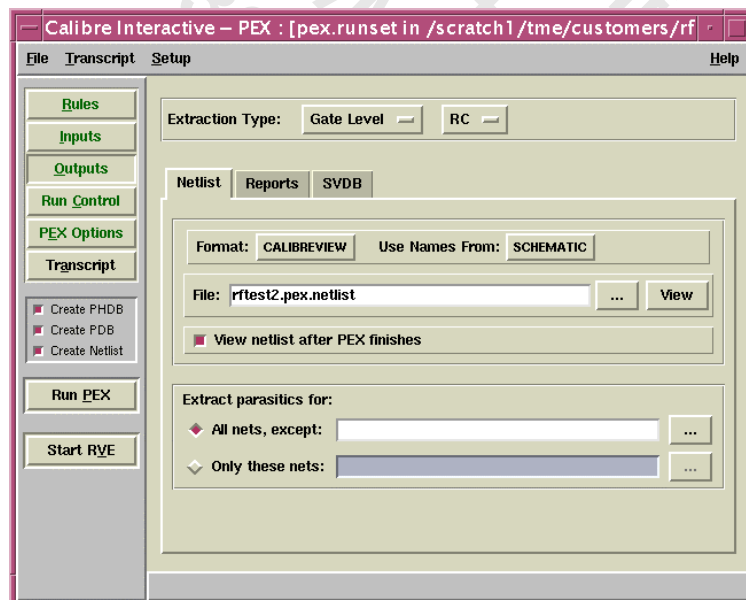 Calibre Interactive – PEX : [pex.runset in /scratch1/tme/customers/rf
File Transcript Setup Help
Rules
Inputs
Outputs
Run Control
PEX Options
Transcript
Create PHDB
Create PDB
Create Netlist
Run PEX
Start RVE
Extraction Type: Gate Level RC
Netlist Reports SVDB
Format: CALIBREVIEW Use Names From: SCHEMATIC
File: rftest2.pex.netlist ... View
View netlist after PEX finishes
Extract parasitics for:
All nets, except: ...
Only these nets: ...